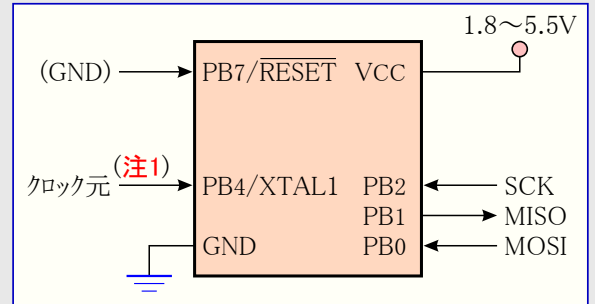 1.8～5.5V
(GND) PB7/RESET VCC
(注1)
クロック元 PB4/XTAL1 PB2 SCK
PB1 MISO
GND PB0 MOSI